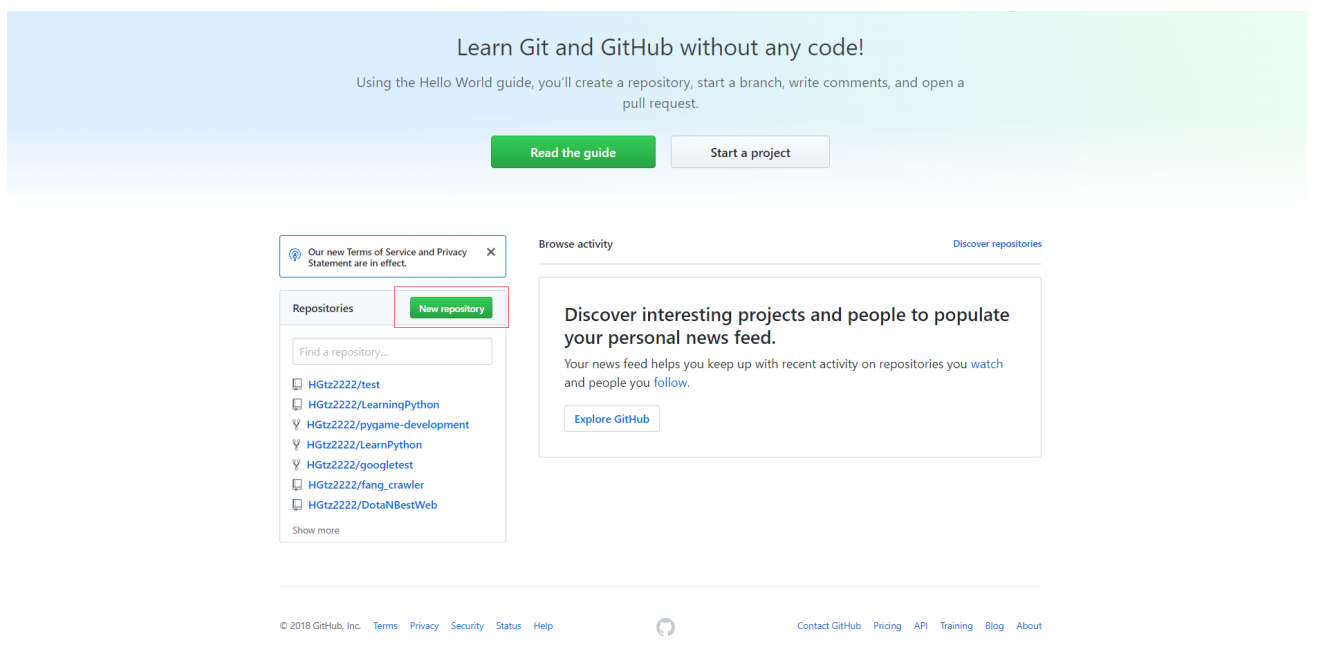 Learn Git and GitHub without any code!
Using the Hello World guide, you'll create a repository, start a branch, write comments, and open a
pull request.
Read the guide
Start a project
Our new Terms of Service and Privacy
Statement are in effect.
Repositories
New repository
Find a repository...
HGtz2222/test
HGtz2222/LearningPython
HGtz2222/pygame-development
HGtz2222/LearnPython
HGtz2222/googletest
HGtz2222/fang_crawler
HGtz2222/DotaNBestWeb
Show more
Browse activity
Discover repositories
Discover interesting projects and people to populate
your personal news feed.
Your news feed helps you keep up with recent activity on repositories you watch
and people you follow.
Explore GitHub
© 2018 GitHub, Inc. Terms Privacy Security Status Help
Contact GitHub Pricing API Training Blog About